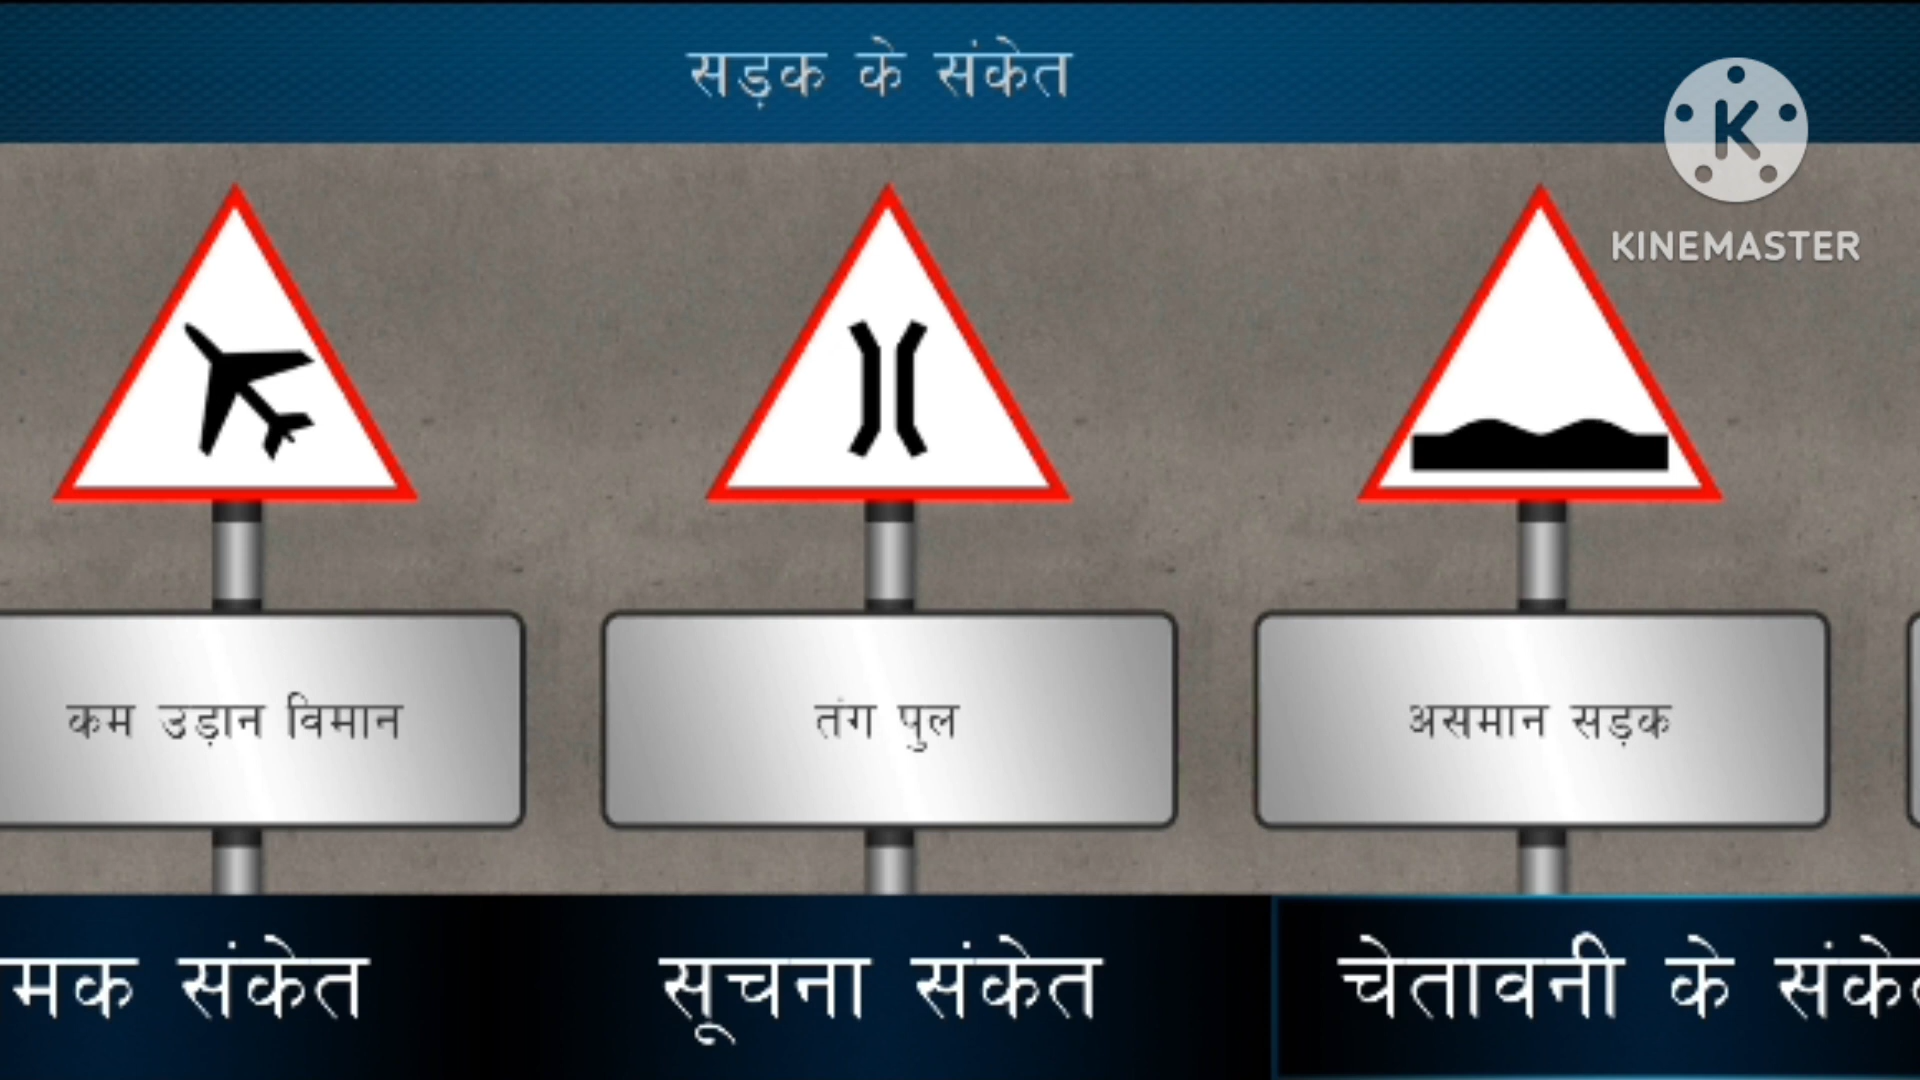 सड़क के संकेत
K
KINEMASTER
कम उड़ान विमान
तंग पुल
असमान सड़क
संकेत
सूचना संकेत
चेतावनी के